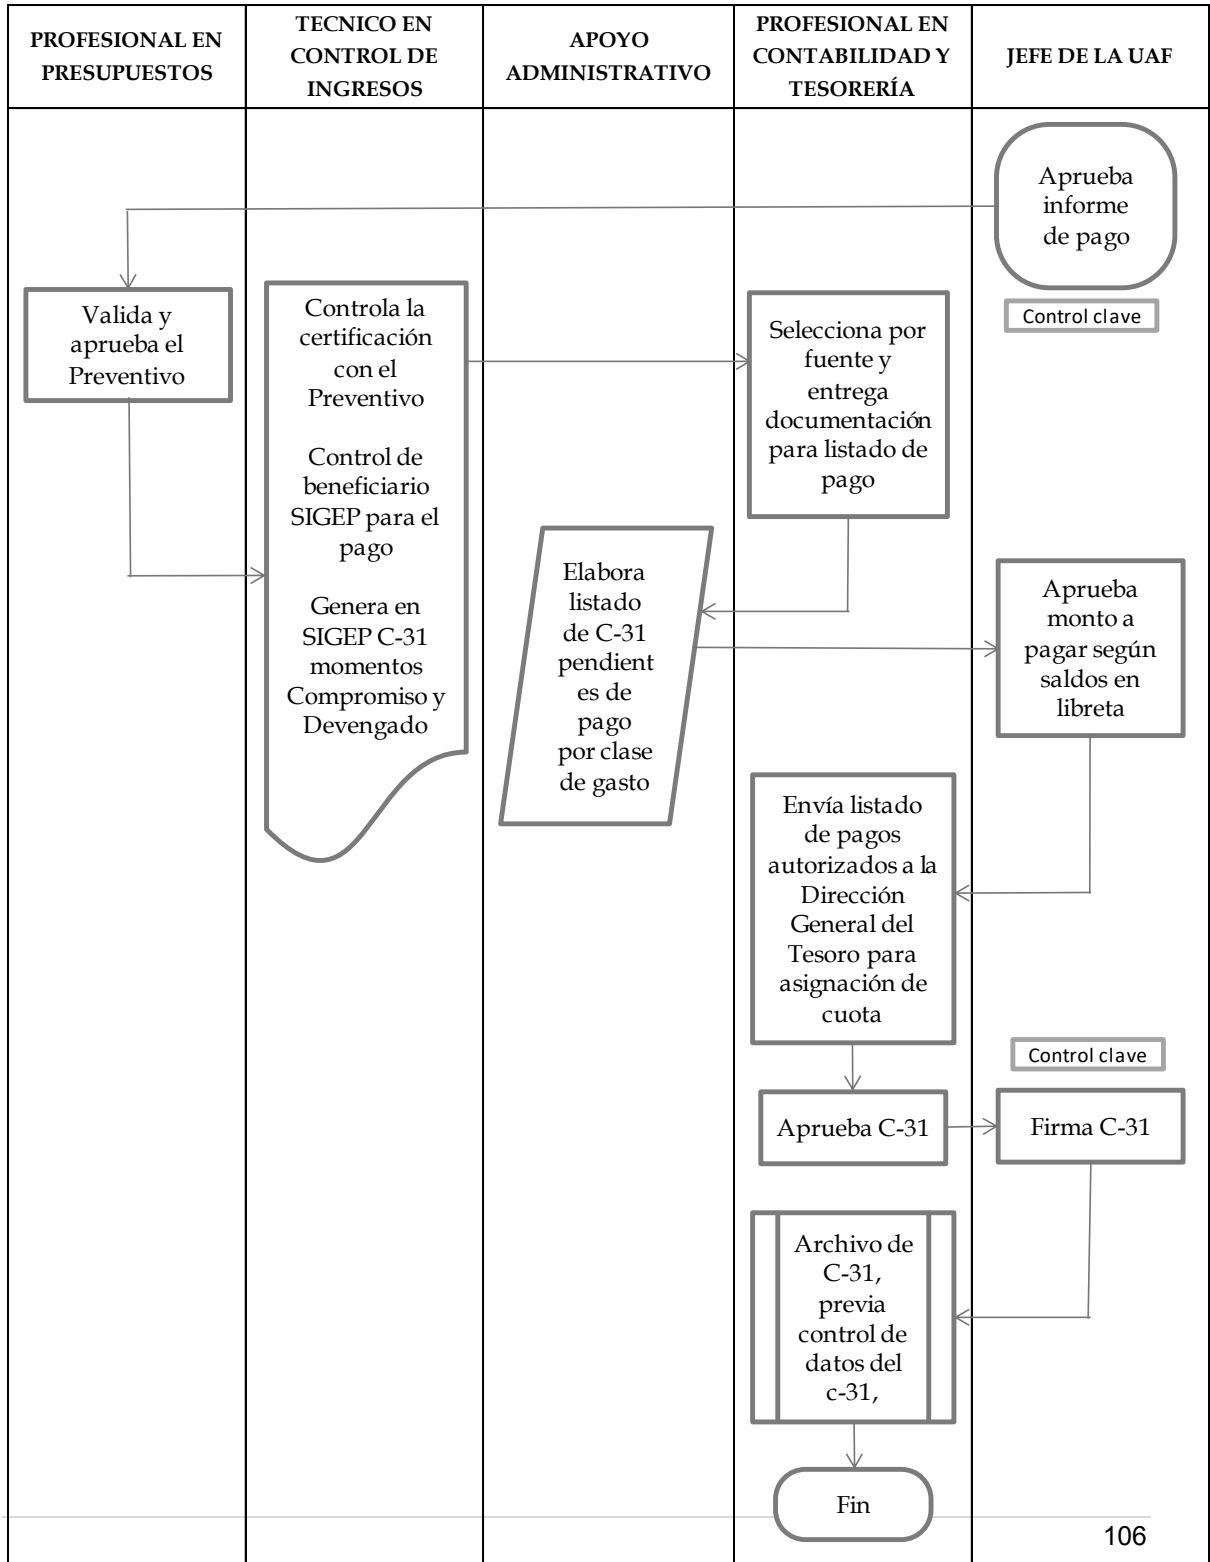 PROFESIONAL EN
PRESUPUESTOS
TECNICO EN
CONTROL DE
INGRESOS
APOYO
ADMINISTRATIVO
PROFESIONAL EN
CONTABILIDAD Y
TESORERÍA
JEFE DE LA UAF
Aprueba
informe
de pago
Control clave
Valida y
aprueba el
Preventivo
Controla la
certificación
con el
Preventivo
Control de
beneficiario
SIGEP para el
pago
Genera en
SIGEP C-31
momentos
Compromiso y
Devengado
Selecciona por
fuente y
entrega
documentación
para listado de
pago
Elabora
listado
de C-31
pendient
es de
pago
por clase
de gasto
Aprueba
monto a
pagar según
saldos en
libreta
Envía listado
de pagos
autorizados a la
Dirección
General del
Tesoro para
asignación de
cuota
Control clave
Aprueba C-31
Firma C-31
Archivo de
C-31,
previa
control de
datos del
c-31,
Fin
106